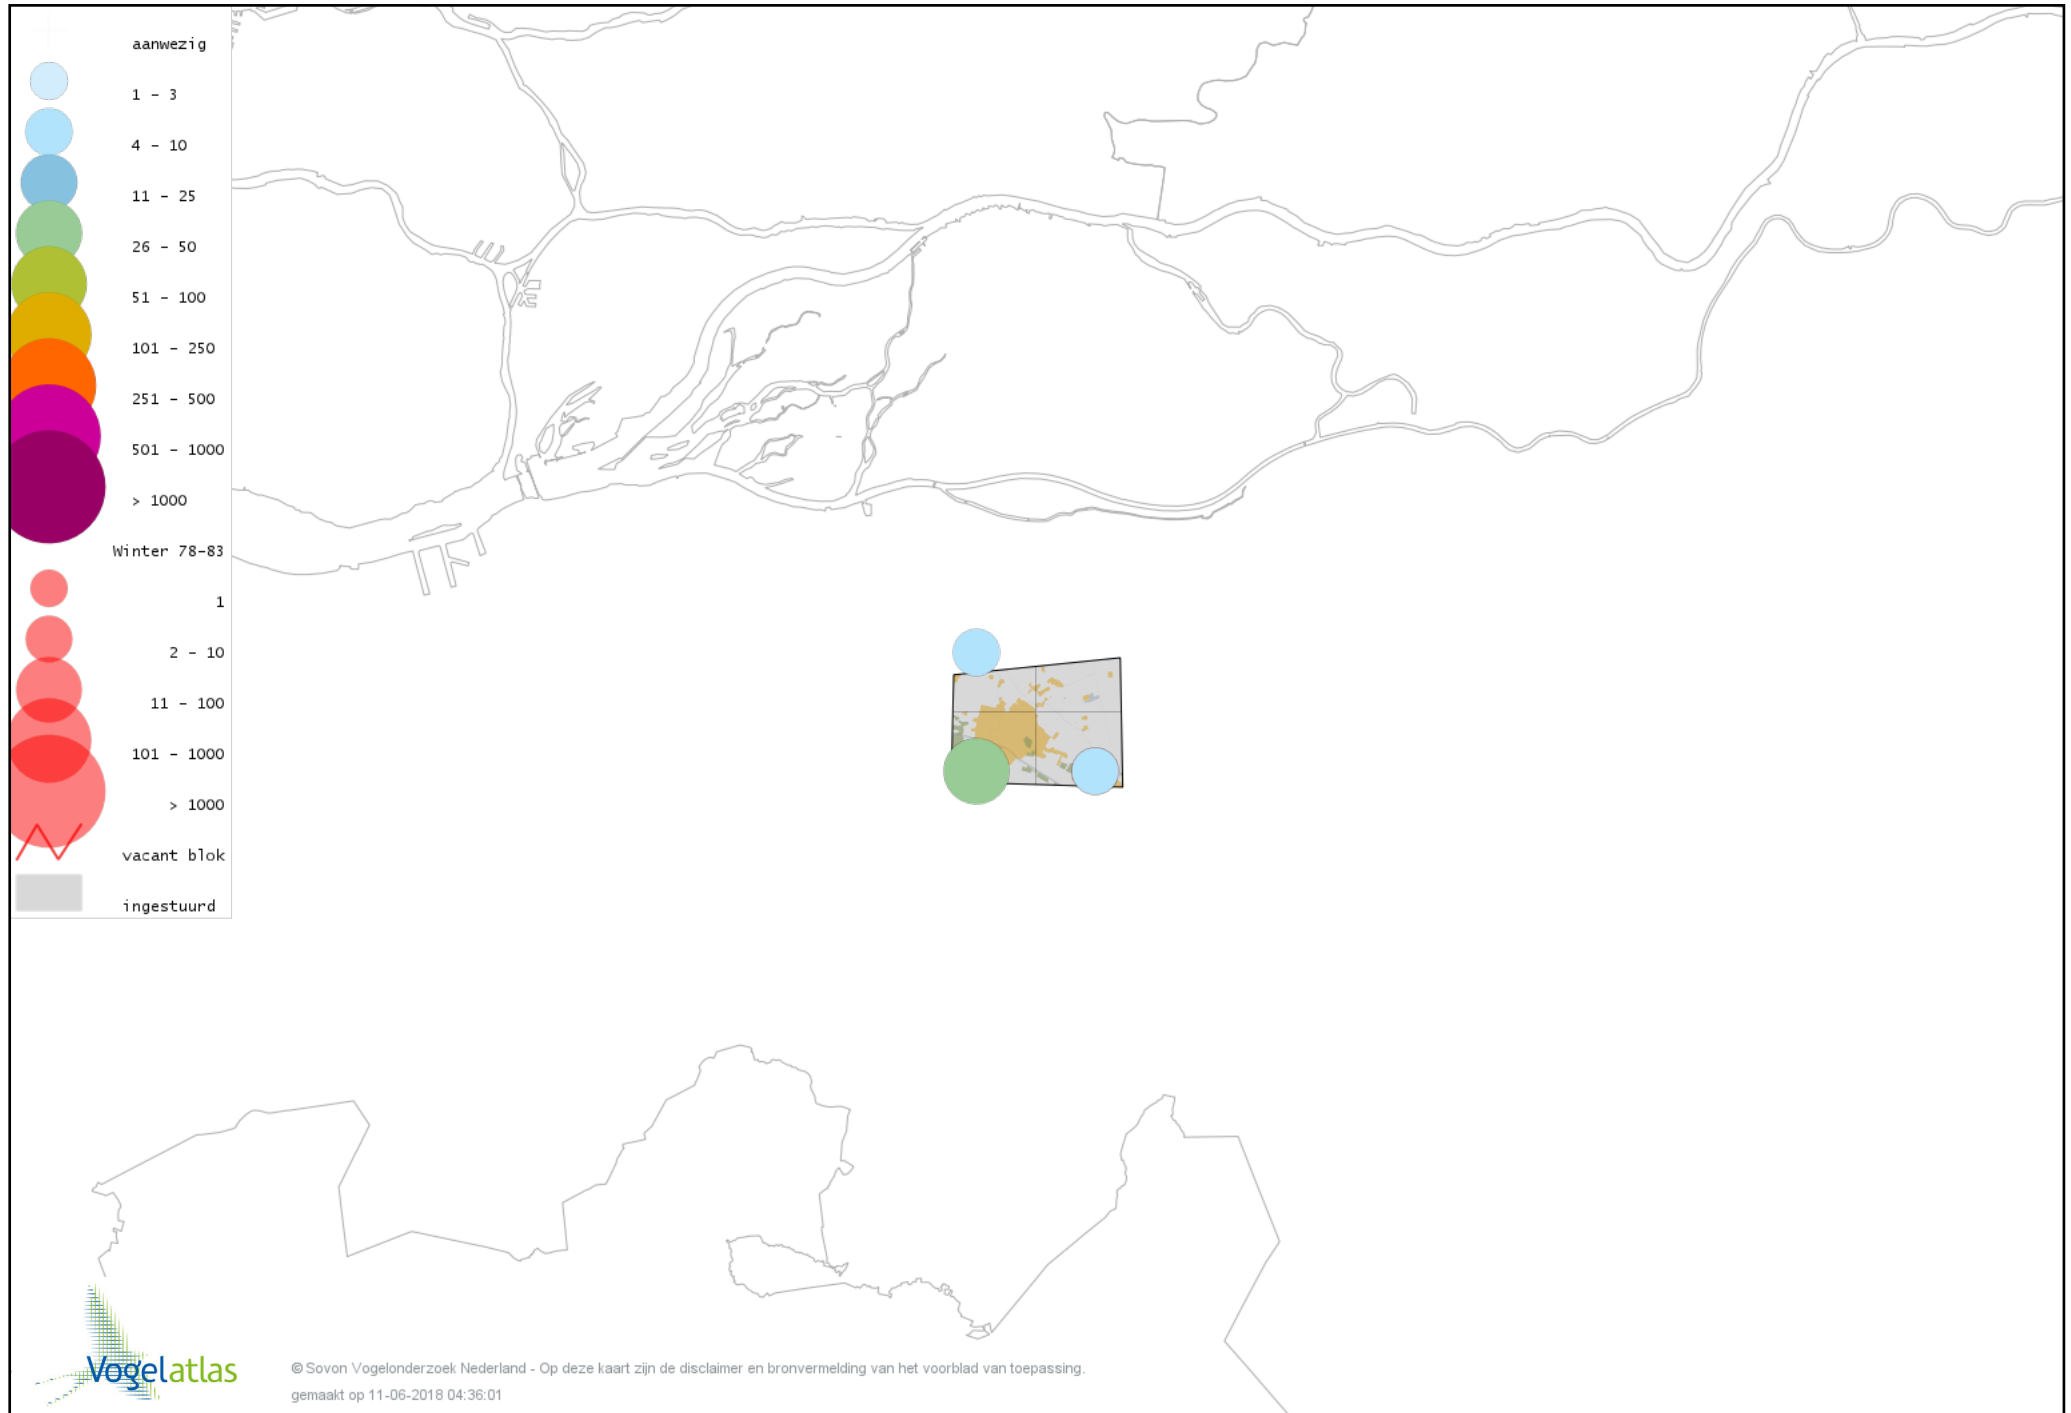 aanwezig
1 – 3
4 – 10
11 – 25
26 – 50
51 – 100
101 – 250
251 – 500
501 – 1000
> 1000
Winter 78–83
1
2 – 10
11 – 100
101 – 1000
> 1000
vacant blok
ingestuurd
Vogelatlas
© Sovon Vogelonderzoek Nederland - Op deze kaart zijn de disclaimer en bronvermelding van het voorblad van toepassing.
gemaakt op 11-06-2018 04:36:01